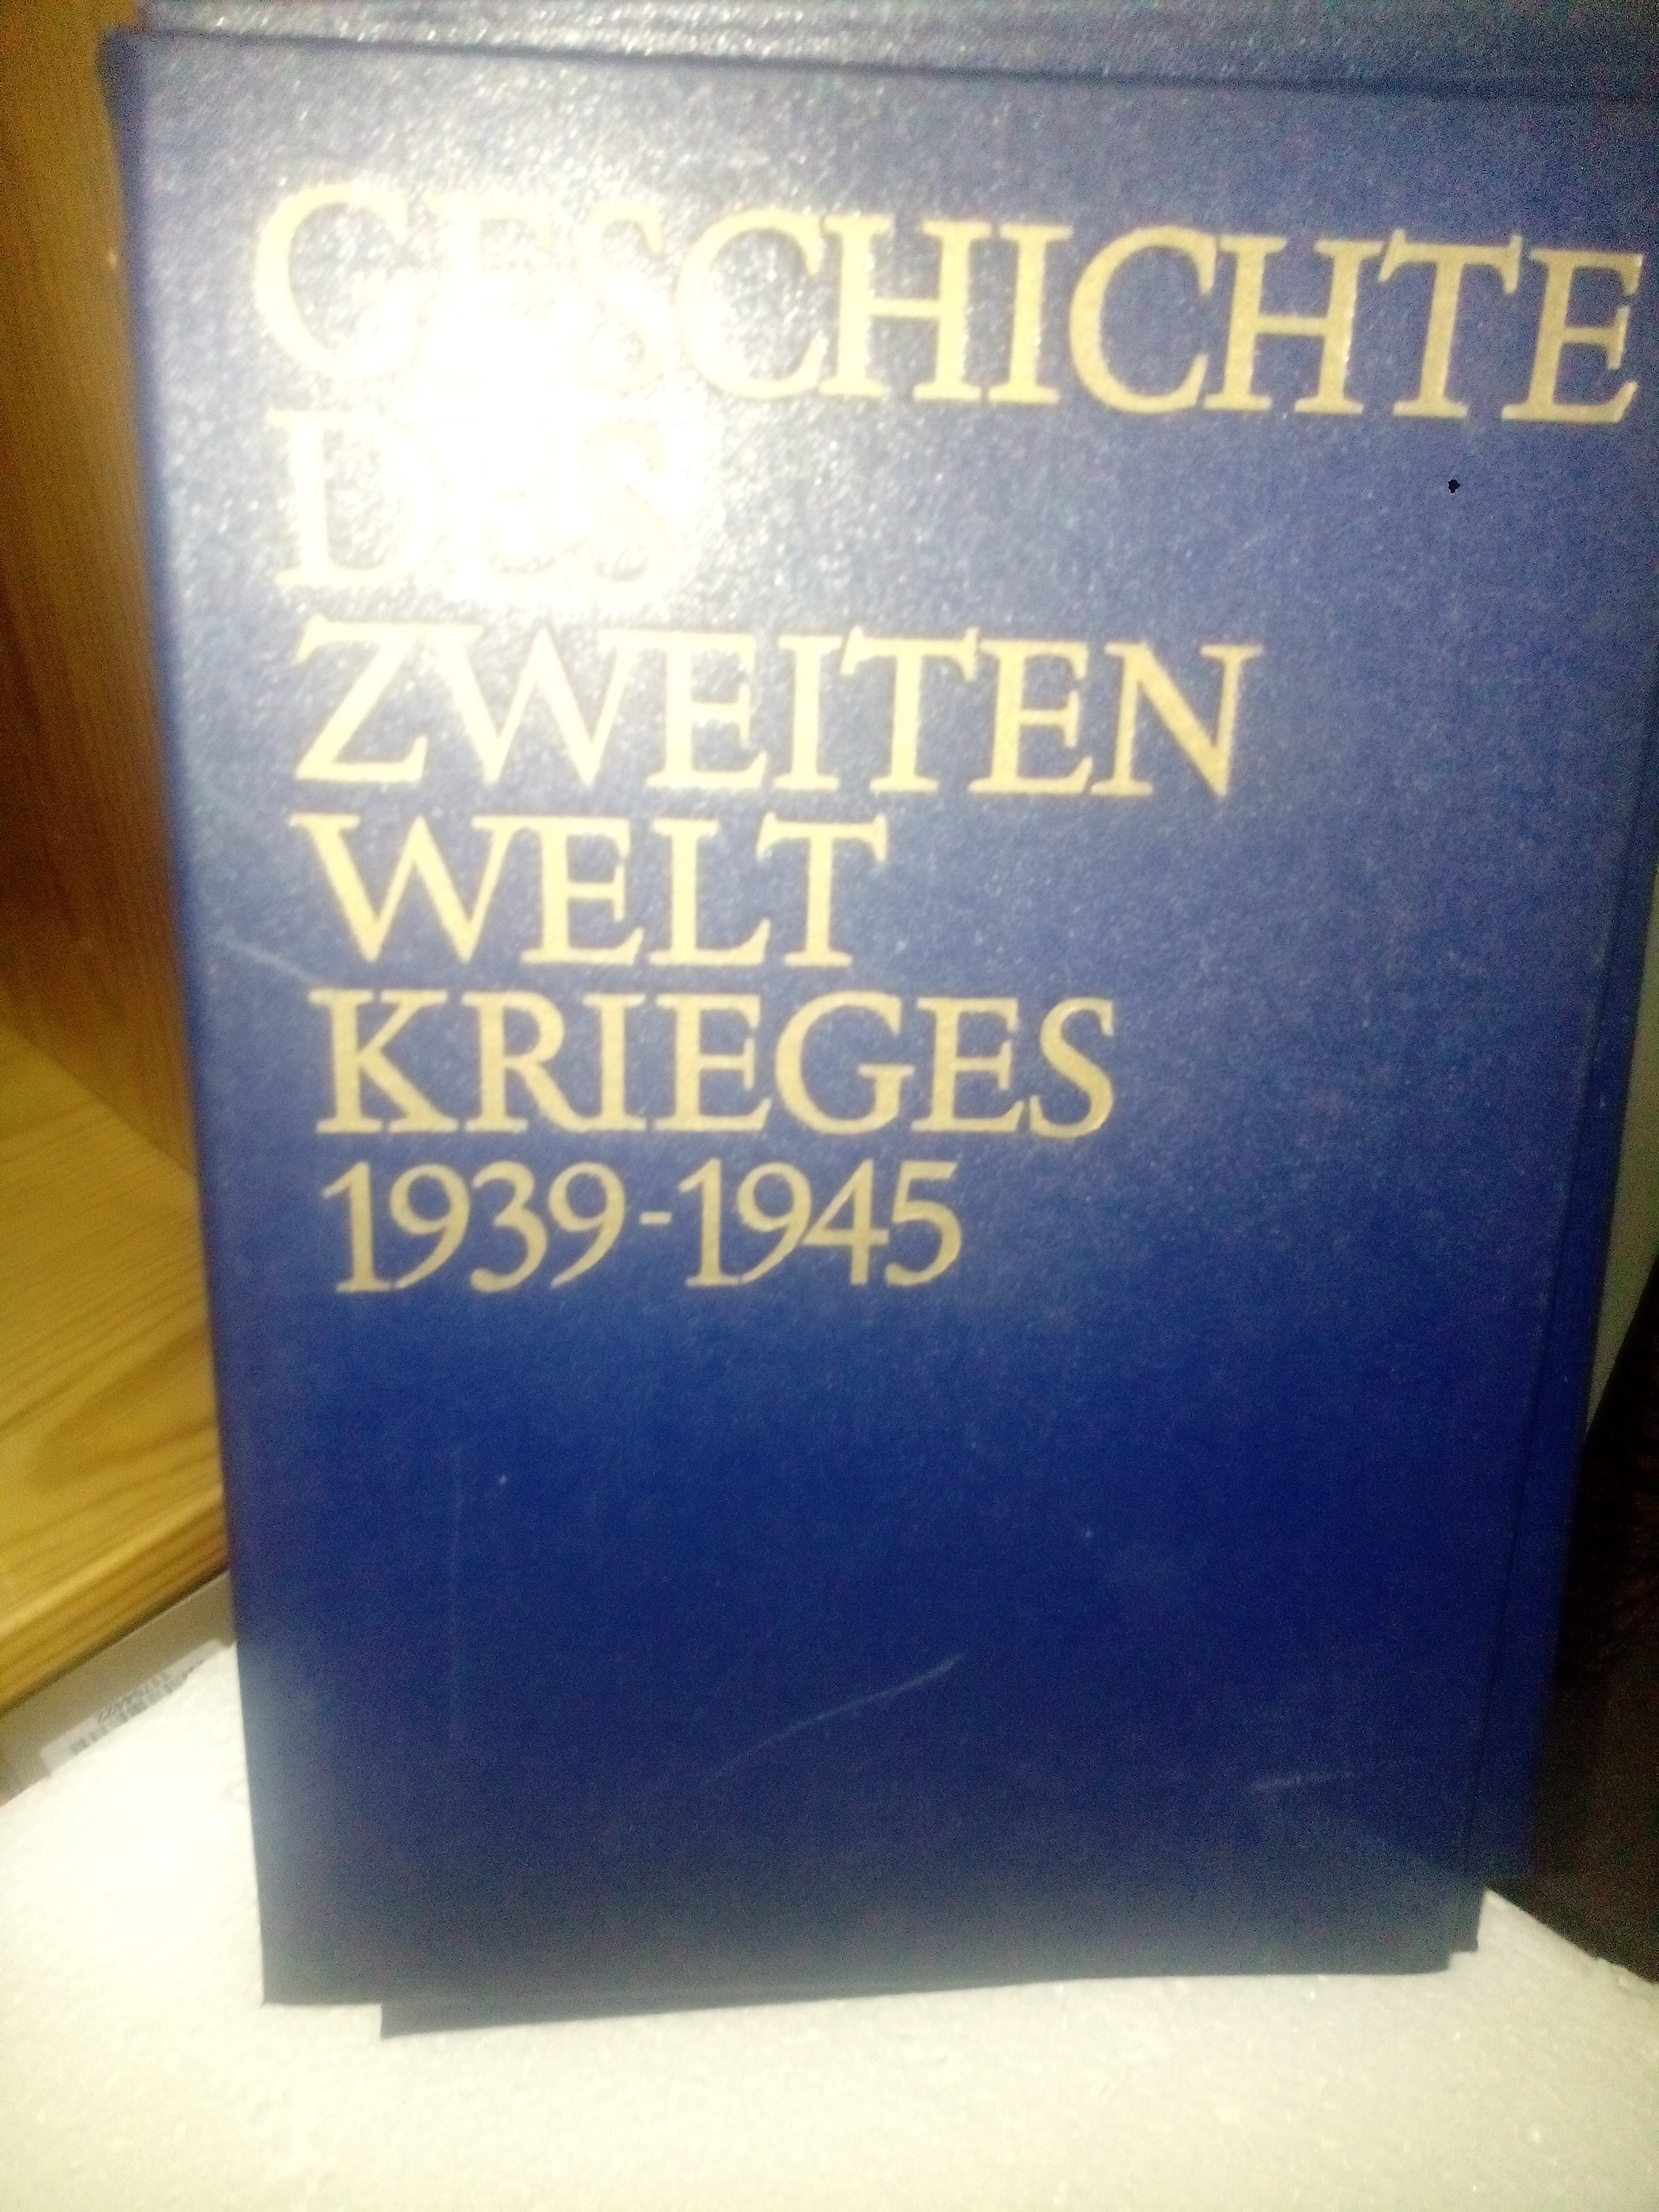 GESCHICHTE
DES
ZWEITEN
WELT
KRIEGES
1939-1945